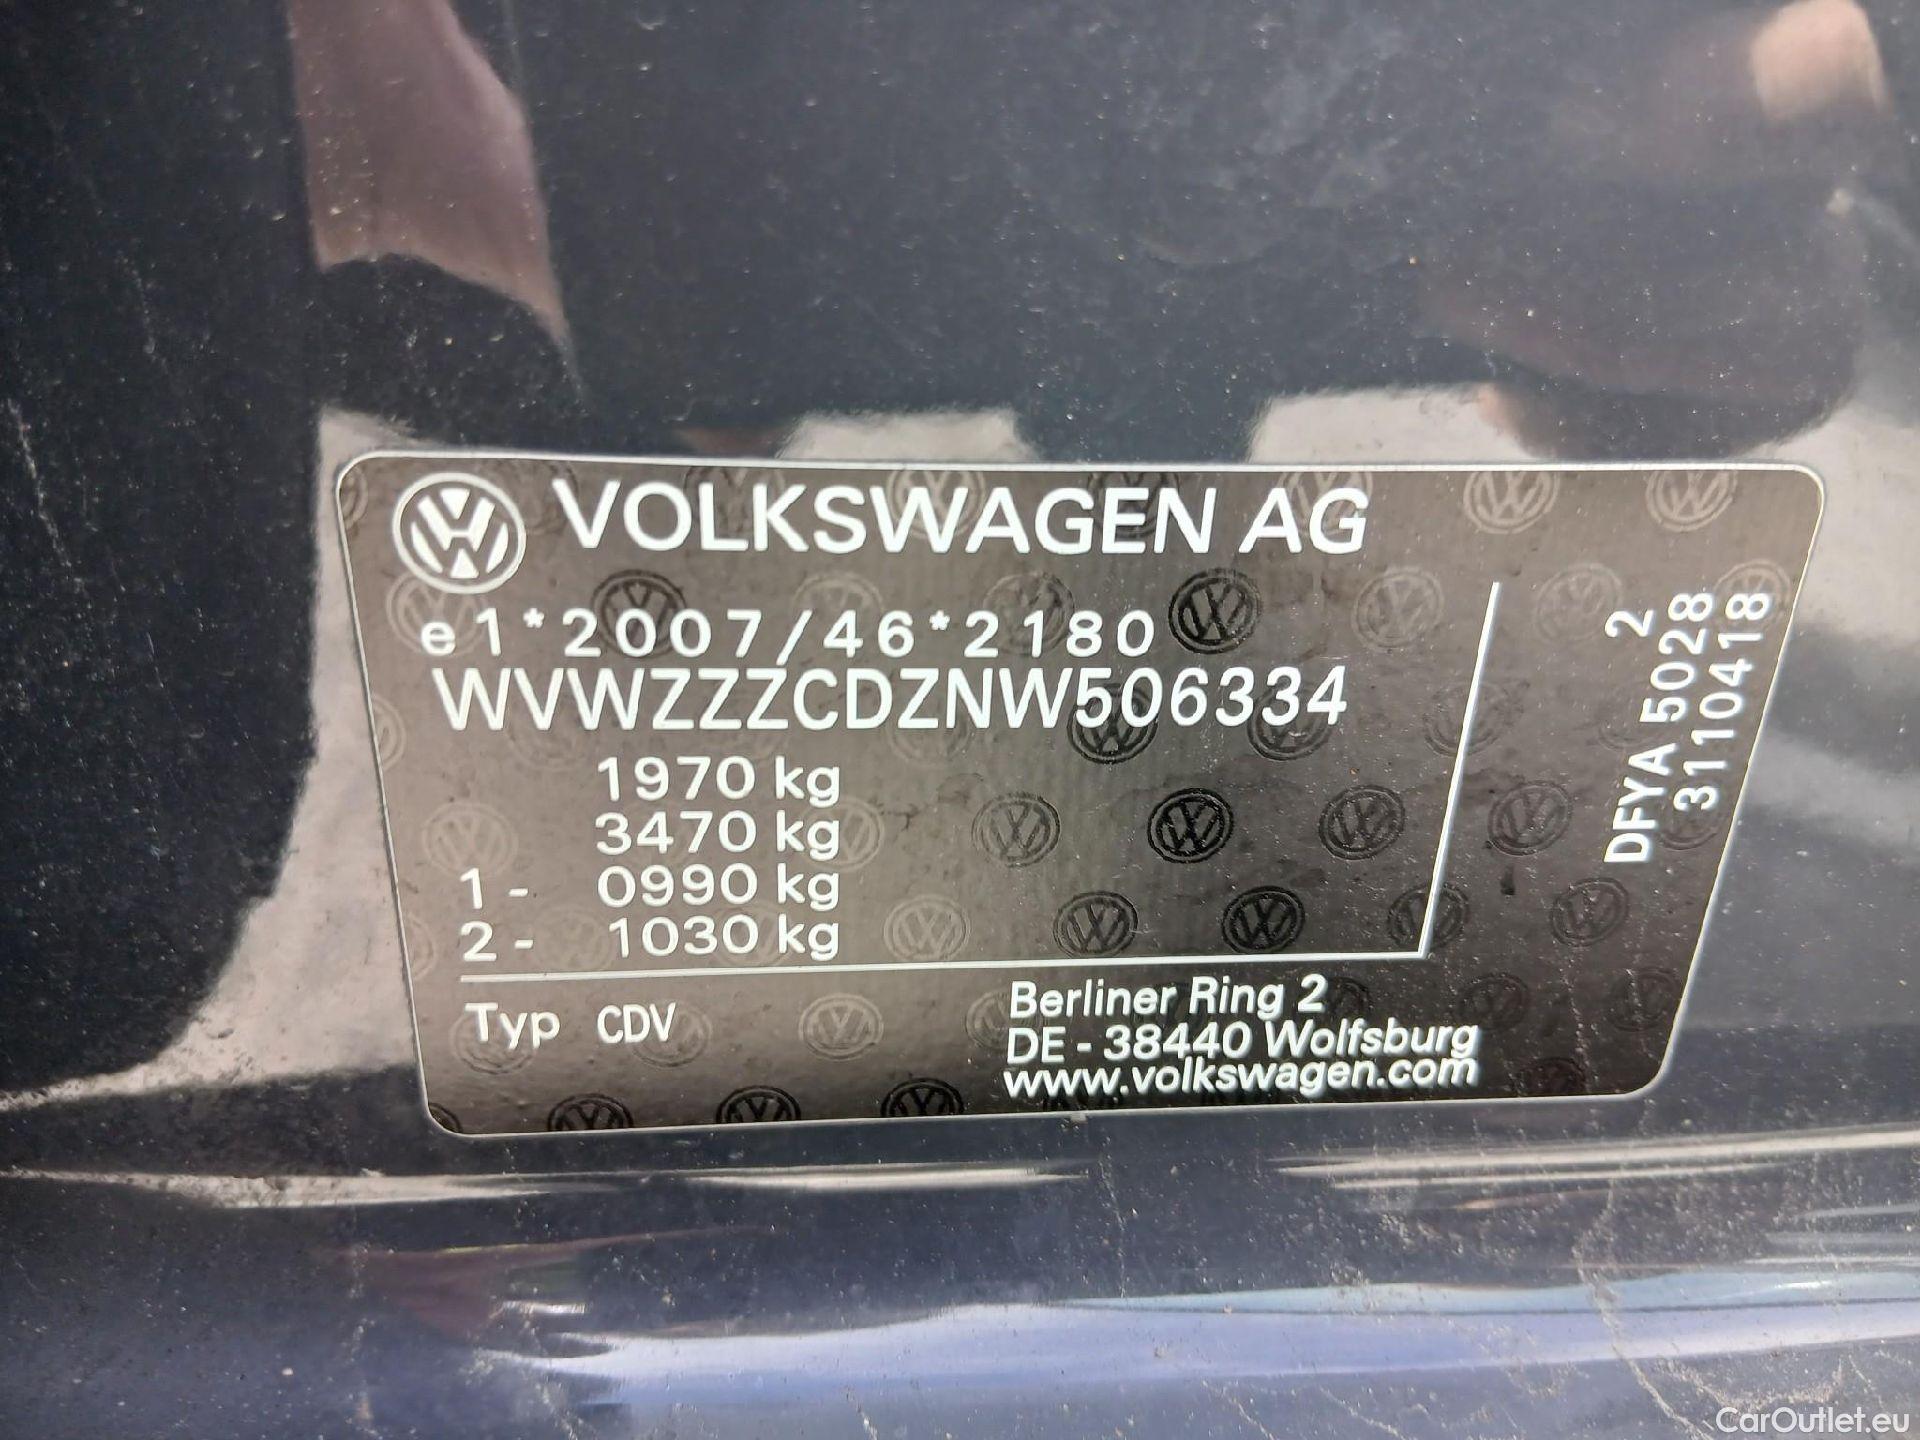 VOLKSWAGEN AG
e1*2007/46*2180
WVWZZZCDZNW506334
1970 kg
3470 kg
1 - 0990 kg
2 - 1030 kg
Typ CDV
Berliner Ring 2
DE - 38440 Wolfsburg
www.volkswagen.com
2
DFYA 5028
31110418
CarOutlet.eu